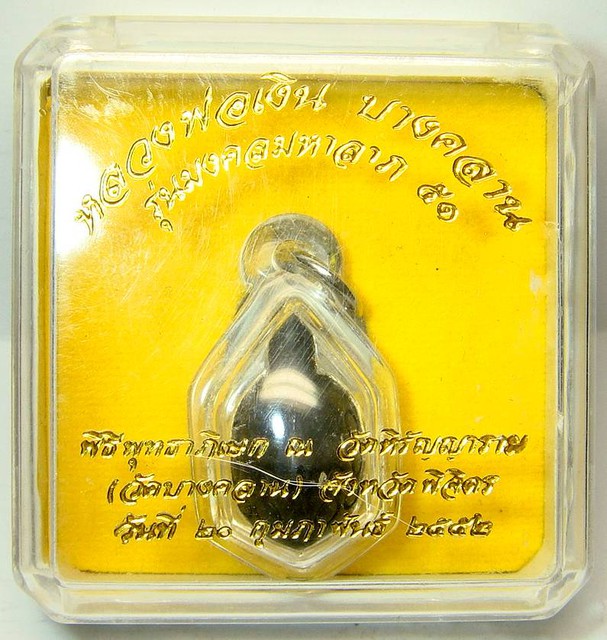 หลวงพ่อเงิน บางคลาน
รุ่นมงคลมหาลาภ ๕๑
พิธีพุทธาภิเษก ณ วัดหิรัญญาราม
(วัดบางคลาน) จังหวัดพิจิตร
วันที่ ๒๐ กุมภาพันธ์ ๒๕๕๒